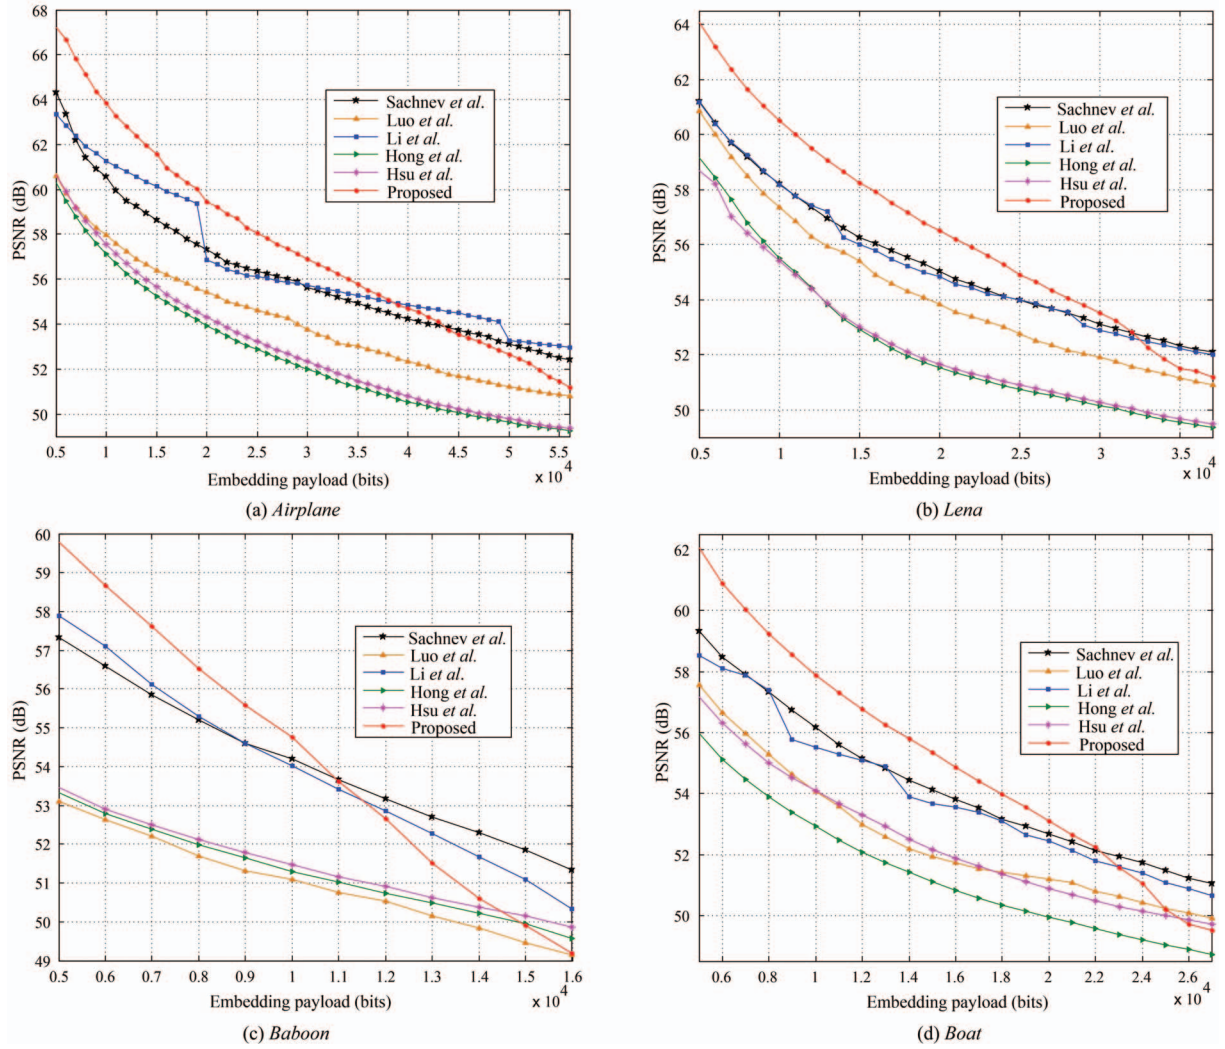 68
66
64
62
60
58
56
54
52
50
PSNR (dB)
Sachnev et al.
Luo et al.
Li et al.
Hong et al.
Hsu et al.
Proposed
0.5 1 1.5 2 2.5 3 3.5 4 4.5 5 5.5
x 10^4
Embedding payload (bits)
(a) Airplane
64
62
60
58
56
54
52
50
PSNR (dB)
Sachnev et al.
Luo et al.
Li et al.
Hong et al.
Hsu et al.
Proposed
0.5 1 1.5 2 2.5 3 3.5
x 10^4
Embedding payload (bits)
(b) Lena
60
59
58
57
56
55
54
53
52
51
50
49
PSNR (dB)
Sachnev et al.
Luo et al.
Li et al.
Hong et al.
Hsu et al.
Proposed
0.5 0.6 0.7 0.8 0.9 1 1.1 1.2 1.3 1.4 1.5 1.6
x 10^4
Embedding payload (bits)
(c) Baboon
62
60
58
56
54
52
50
PSNR (dB)
Sachnev et al.
Luo et al.
Li et al.
Hong et al.
Hsu et al.
Proposed
0.6 0.8 1 1.2 1.4 1.6 1.8 2 2.2 2.4 2.6
x 10^4
Embedding payload (bits)
(d) Boat